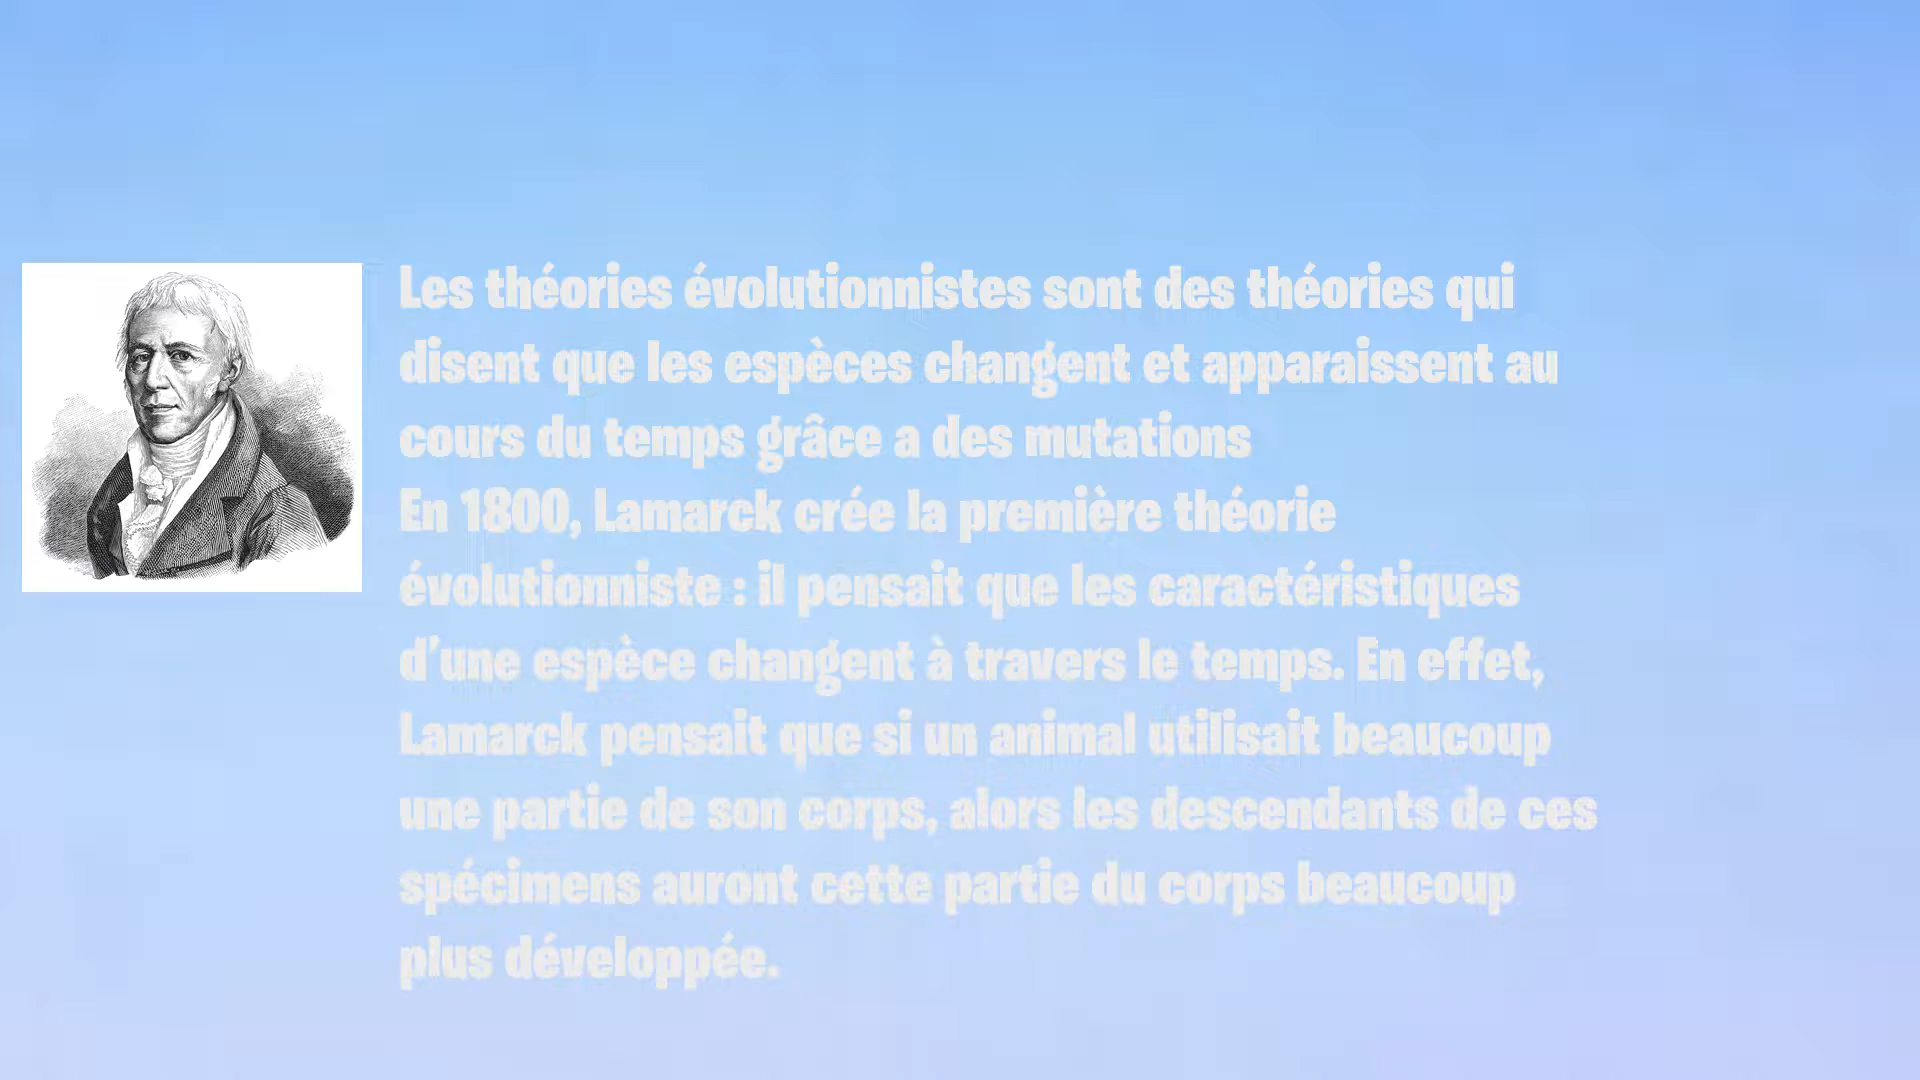 Les théories évolutionnistes sont des théories qui
disent que les espèces changent et apparaissent au
cours du temps grâce a des mutations
En 1800, Lamarck crée la première théorie
évolutionniste : il pensait que les caractéristiques
d'une espèce changent à travers le temps. En effet,
Lamarck pensait que si un animal utilisait beaucoup
une partie de son corps, alors les descendants de ces
spécimens auront cette partie du corps beaucoup
plus développée.